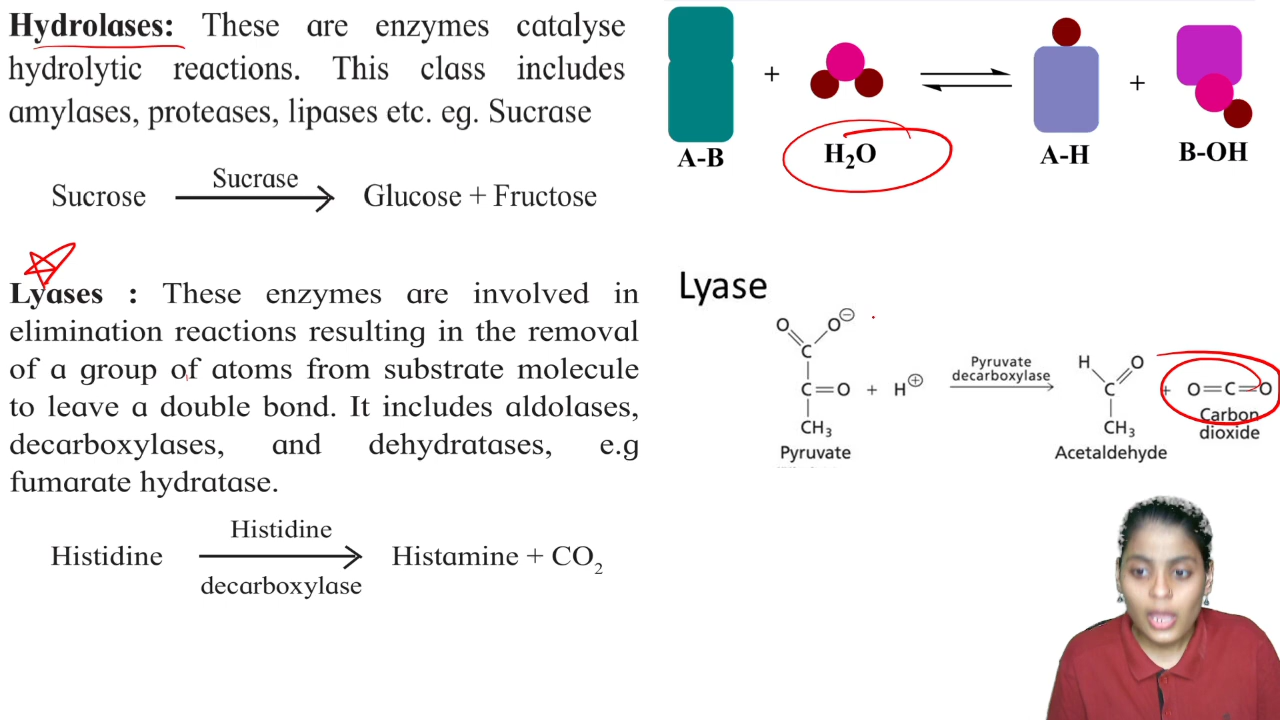 Hydrolases: These are enzymes catalyse
hydrolytic reactions. This class includes
amylases, proteases, lipases etc. eg. Sucrase
Sucrase
Sucrose Glucose + Fructose
Lyases : These enzymes are involved in
elimination reactions resulting in the removal
of a group of atoms from substrate molecule
to leave a double bond. It includes aldolases,
decarboxylases, and dehydratases, e.g
fumarate hydratase.
Histidine
Histidine Histamine + CO₂
decarboxylase
+ +
A-B H₂O A-H B-OH
Lyase
O O⊖
C
C=O + H⊕
CH₃
Pyruvate
Pyruvate
decarboxylase
H O
C
CH₃
Acetaldehyde
+ O=C=O
Carbon
dioxide